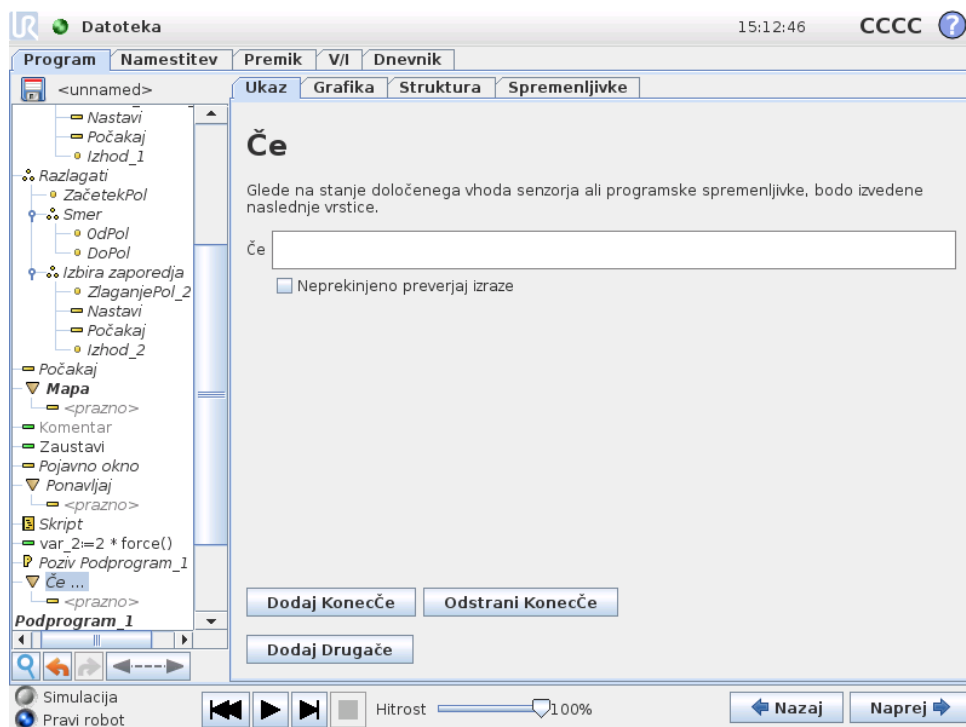 UR Datoteka 15:12:46 CCCC ?
Program Namestitev Premik V/I Dnevnik
<unnamed>
Ukaz Grafika Struktura Spremenljivke
Nastavi
Počakaj
Izhod_1
Razlagati
ZačetekPol
Smer
OdPol
DoPol
Izbira zaporedja
ZlaganjePol_2
Nastavi
Počakaj
Izhod_2
Počakaj
Mapa
<prazno>
Komentar
Zaustavi
Pojavno okno
Ponavljaj
<prazno>
Skript
var_2:=2 * force()
Poziv Podprogram_1
Če ...
<prazno>
Podprogram_1
Če
Glede na stanje določenega vhoda senzorja ali programske spremenljivke, bodo izvedene
naslednje vrstice.
Če
Neprekinjeno preverjaj izraze
Dodaj KonecČe Odstrani KonecČe
Dodaj Drugače
Simulacija
Pravi robot
Hitrost 100%
Nazaj Naprej